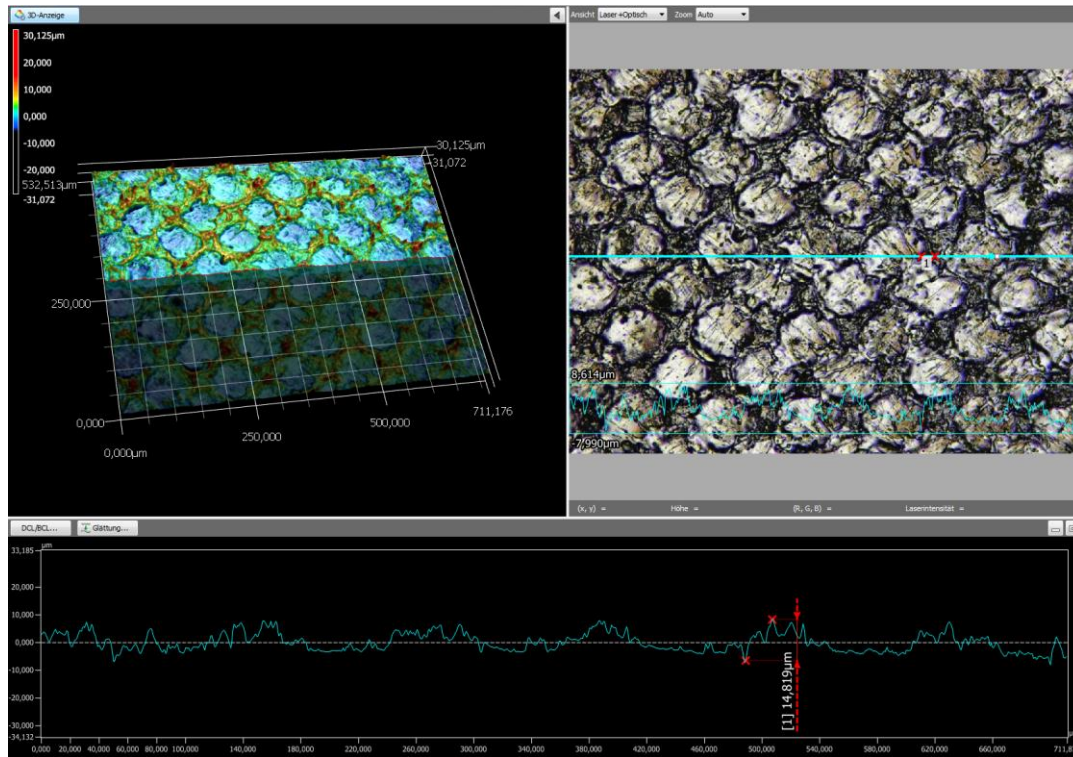 3D-Anzeige
30,125µm
20,000
10,000
0,000
-10,000
-20,000
-31,072
30,125µm
31,072
532,513µm
250,000
0,000
0,000µm
250,000
500,000
711,176
Ansicht Laser+Optisch Zoom Auto
1
8,614µm
-7,990µm
(x, y) = Höhe = (R, G, B) = Laserintensität =
DCL/BCL... Glättung...
µm
33,185
20,000
10,000
0,000
-10,000
-20,000
-30,000
-34,132
[1] 14,819µm
0,000 20,000 40,000 60,000 80,000 100,000 140,000 180,000 220,000 260,000 300,000 340,000 380,000 420,000 460,000 500,000 540,000 580,000 620,000 660,000